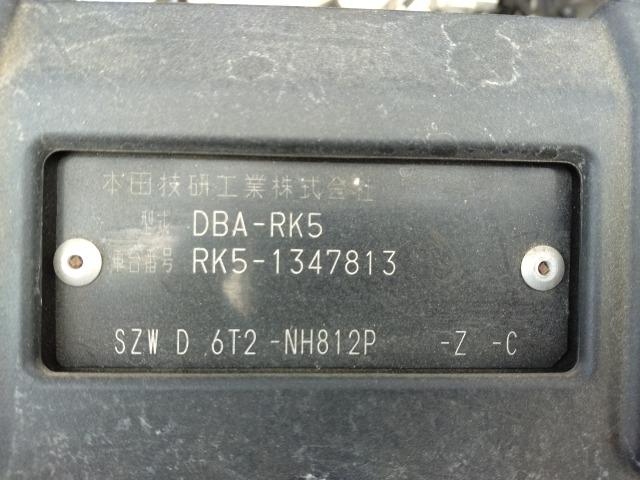 本田技研工業株式会社
型式 DBA-RK5
車台番号 RK5-1347813
SZW D 6T2 -NH812P -Z -C